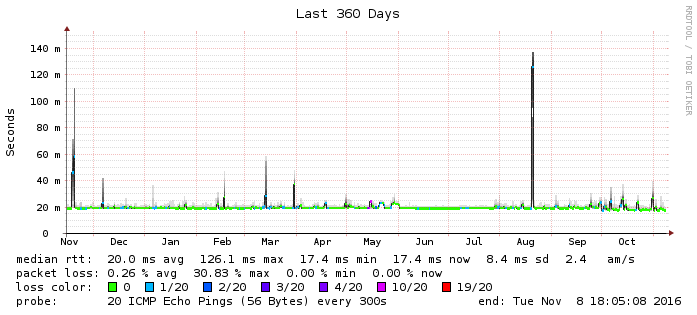 Last 360 Days
RRDTOOL / TOBI OETIKER
Seconds
140 m
120 m
100 m
80 m
60 m
40 m
20 m
0
Nov Dec Jan Feb Mar Apr May Jun Jul Aug Sep Oct
median rtt: 20.0 ms avg 126.1 ms max 17.4 ms min 17.4 ms now 8.4 ms sd 2.4 am/s
packet loss: 0.26 % avg 30.83 % max 0.00 % min 0.00 % now
loss color: 0 1/20 2/20 3/20 4/20 10/20 19/20
probe: 20 ICMP Echo Pings (56 Bytes) every 300s end: Tue Nov 8 18:05:08 2016